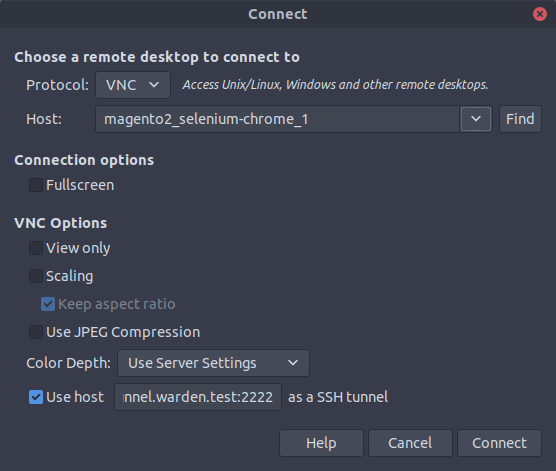 Connect
Choose a remote desktop to connect to
Protocol: VNC Access Unix/Linux, Windows and other remote desktops.
Host: magento2_selenium-chrome_1 Find
Connection options
Fullscreen
VNC Options
View only
Scaling
Keep aspect ratio
Use JPEG Compression
Color Depth: Use Server Settings
Use host nnel.warden.test:2222 as a SSH tunnel
Help Cancel Connect